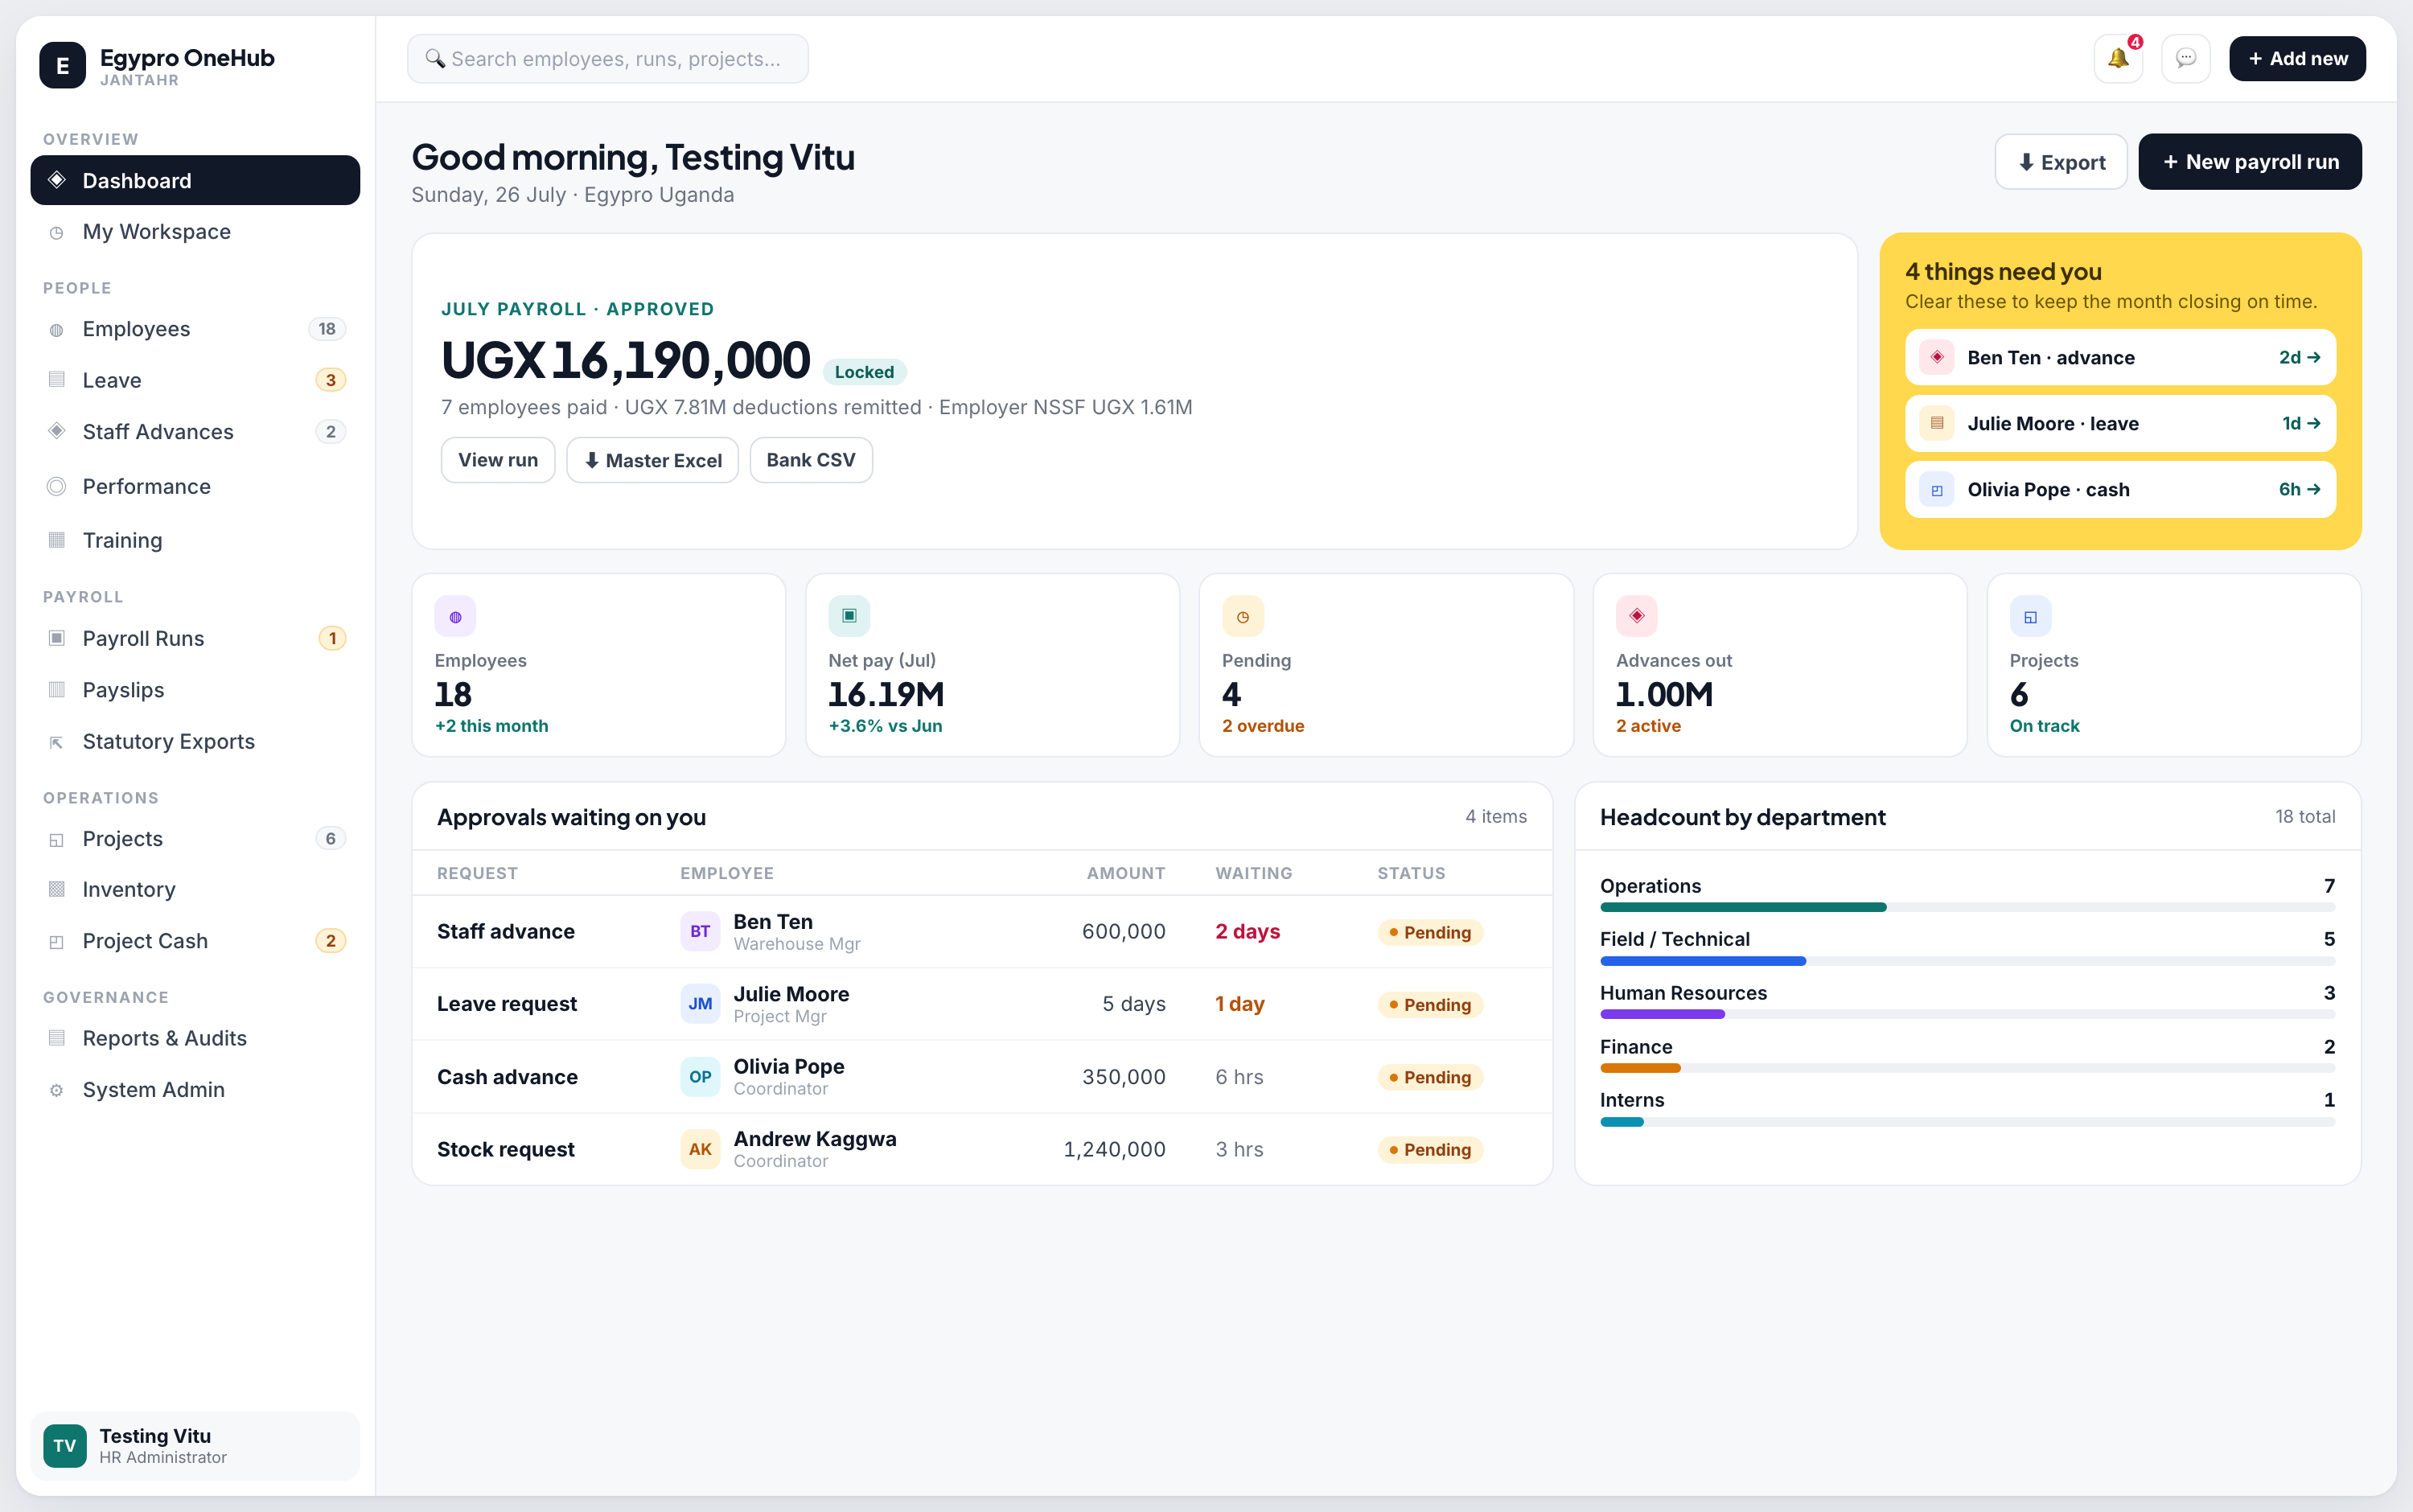 E
Egypro OneHub
JANTAHR
OVERVIEW
Dashboard
My Workspace
PEOPLE
Employees 18
Leave 3
Staff Advances 2
Performance
Training
PAYROLL
Payroll Runs 1
Payslips
Statutory Exports
OPERATIONS
Projects 6
Inventory
Project Cash 2
GOVERNANCE
Reports & Audits
System Admin
TV
Testing Vitu
HR Administrator
Search employees, runs, projects...
4
+ Add new
Good morning, Testing Vitu
Sunday, 26 July · Egypro Uganda
⬇ Export
+ New payroll run
JULY PAYROLL · APPROVED
UGX 16,190,000 Locked
7 employees paid · UGX 7.81M deductions remitted · Employer NSSF UGX 1.61M
View run
⬇ Master Excel
Bank CSV
4 things need you
Clear these to keep the month closing on time.
Ben Ten · advance 2d →
Julie Moore · leave 1d →
Olivia Pope · cash 6h →
Employees
18
+2 this month
Net pay (Jul)
16.19M
+3.6% vs Jun
Pending
4
2 overdue
Advances out
1.00M
2 active
Projects
6
On track
Approvals waiting on you 4 items
REQUEST EMPLOYEE AMOUNT WAITING STATUS
Staff advance BT Ben Ten 600,000 2 days Pending
Warehouse Mgr
Leave request JM Julie Moore 5 days 1 day Pending
Project Mgr
Cash advance OP Olivia Pope 350,000 6 hrs Pending
Coordinator
Stock request AK Andrew Kaggwa 1,240,000 3 hrs Pending
Coordinator
Headcount by department 18 total
Operations 7
Field / Technical 5
Human Resources 3
Finance 2
Interns 1